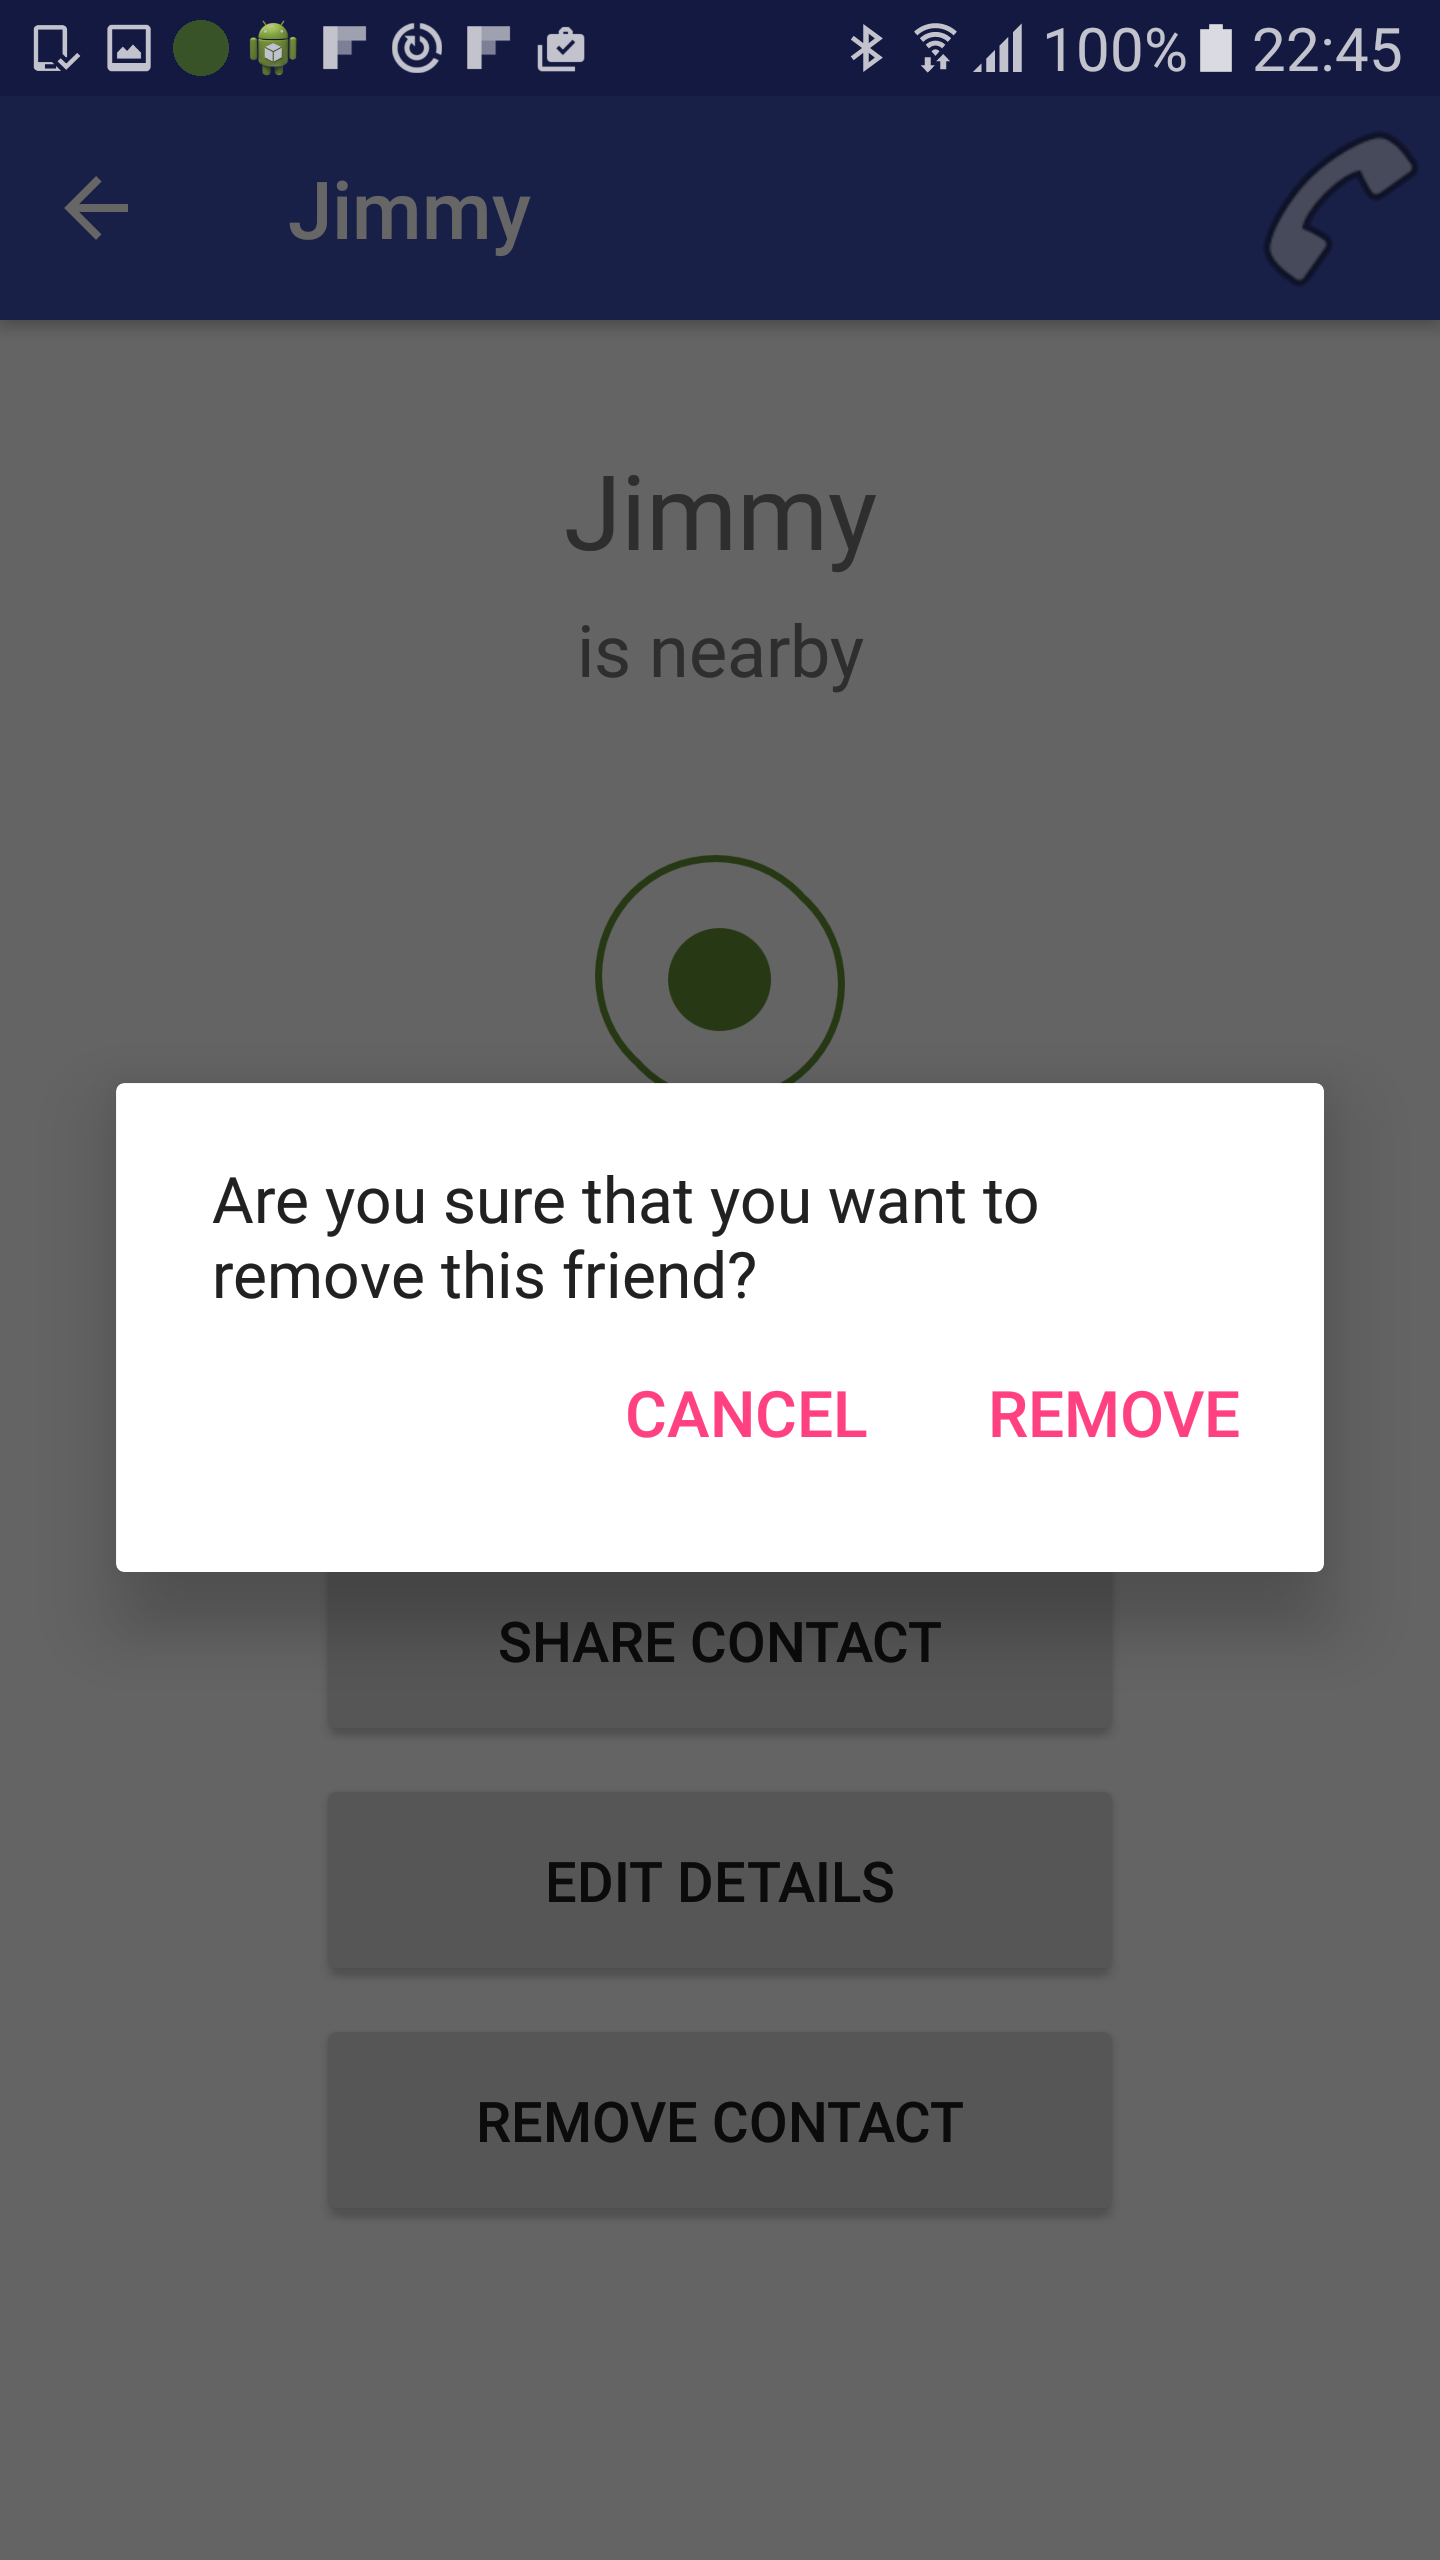 100% 22:45
Jimmy
Jimmy
is nearby
Are you sure that you want to
remove this friend?
CANCEL REMOVE
SHARE CONTACT
EDIT DETAILS
REMOVE CONTACT